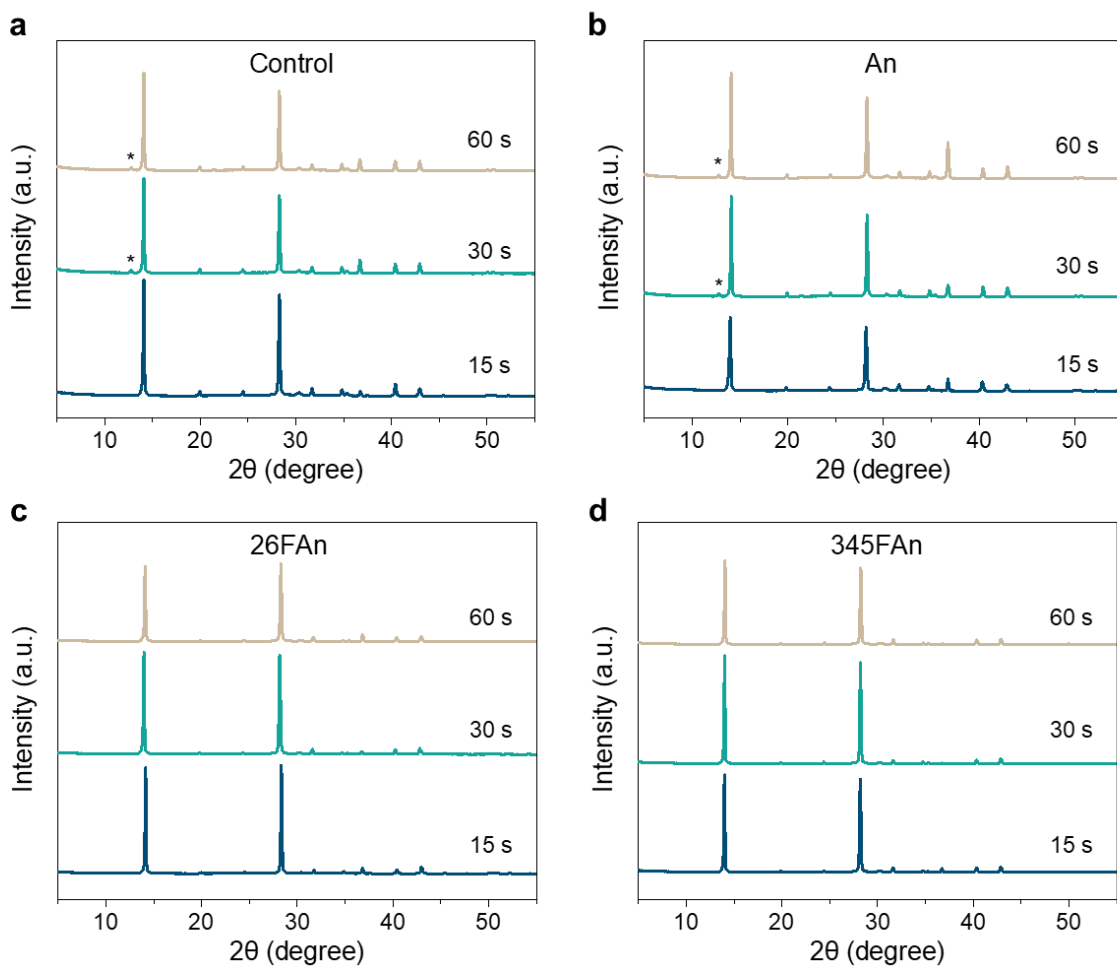 a
Control
60 s
*
30 s
*
15 s
Intensity (a.u.)
10 20 30 40 50
2θ (degree)
b
An
60 s
*
30 s
*
15 s
Intensity (a.u.)
10 20 30 40 50
2θ (degree)
c
26FAn
60 s
30 s
15 s
Intensity (a.u.)
10 20 30 40 50
2θ (degree)
d
345FAn
60 s
30 s
15 s
Intensity (a.u.)
10 20 30 40 50
2θ (degree)